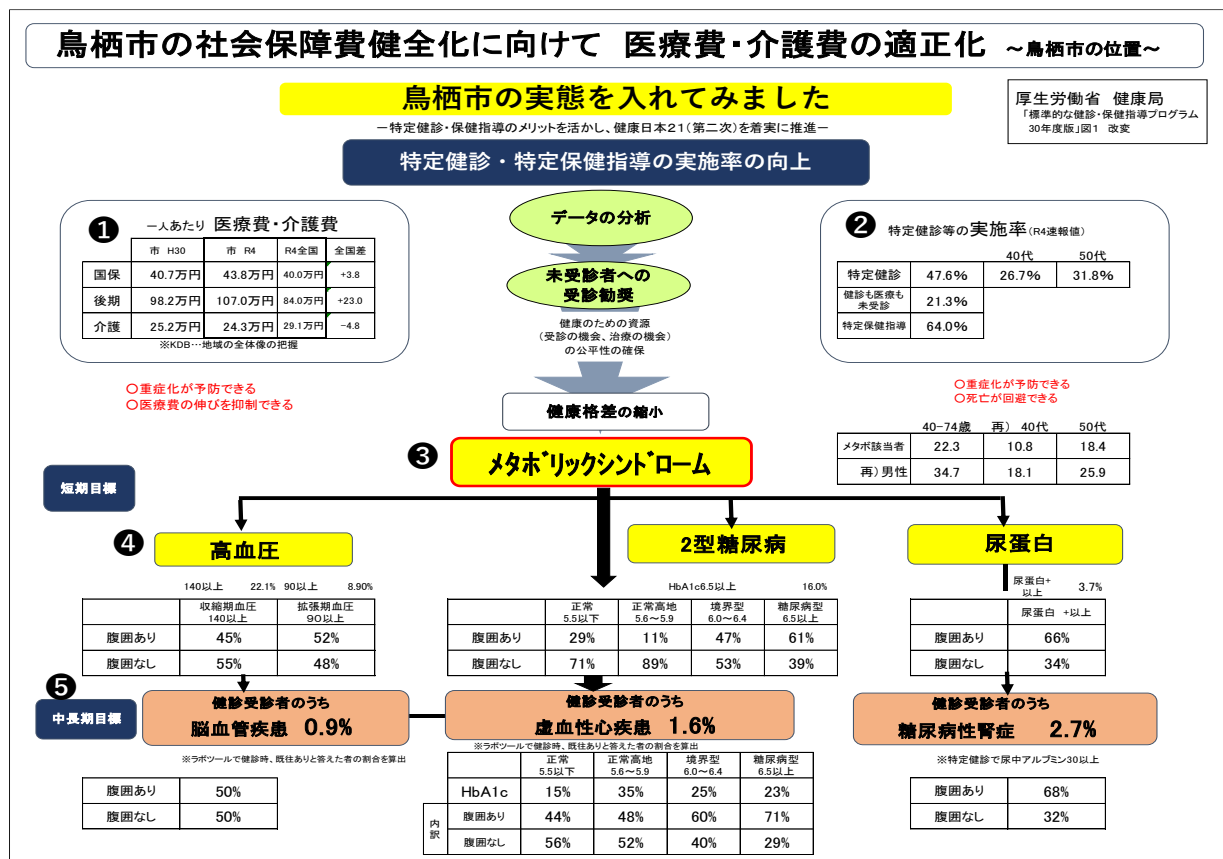 鳥栖市の社会保障費健全化に向けて 医療費・介護費の適正化 ～鳥栖市の位置～
鳥栖市の実態を入れてみました
－特定健診・保健指導のメリットを活かし、健康日本21(第二次)を着実に推進－
厚生労働省 健康局
「標準的な健診・保健指導プログラム
30年度版」図1 改変
特定健診・特定保健指導の実施率の向上
❶ 一人あたり 医療費・介護費
市 H30 市 R4 R4全国 全国差
国保 40.7万円 43.8万円 40.0万円 +3.8
後期 98.2万円 107.0万円 84.0万円 +23.0
介護 25.2万円 24.3万円 29.1万円 -4.8
※KDB…地域の全体像の把握
〇重症化が予防できる
〇医療費の伸びを抑制できる
データの分析
未受診者への
受診勧奨
健康のための資源
(受診の機会、治療の機会)
の公平性の確保
健康格差の縮小
❷ 特定健診等の実施率(R4速報値)
40代 50代
特定健診 47.6% 26.7% 31.8%
健診も医療も
未受診 21.3%
特定保健指導 64.0%
〇重症化が予防できる
〇死亡が回避できる
40-74歳 再） 40代 50代
メタボ該当者 22.3 10.8 18.4
再）男性 34.7 18.1 25.9
❸ メタボリックシンドローム
短期目標
❹ 高血圧
140以上 22.1% 90以上 8.90%
収縮期血圧
140以上
拡張期血圧
90以上
腹囲あり 45% 52%
腹囲なし 55% 48%
2型糖尿病
HbA1c6.5以上 16.0%
正常
5.5以下
正常高地
5.6～5.9
境界型
6.0～6.4
糖尿病型
6.5以上
腹囲あり 29% 11% 47% 61%
腹囲なし 71% 89% 53% 39%
尿蛋白
尿蛋白+
以上 3.7%
尿蛋白 +以上
腹囲あり 66%
腹囲なし 34%
❺
中長期目標
健診受診者のうち
脳血管疾患 0.9%
※ラボツールで健診時、既往ありと答えた者の割合を算出
腹囲あり 50%
腹囲なし 50%
健診受診者のうち
虚血性心疾患 1.6%
※ラボツールで健診時、既往ありと答えた者の割合を算出
正常
5.5以下
正常高地
5.6～5.9
境界型
6.0～6.4
糖尿病型
6.5以上
HbA1c 15% 35% 25% 23%
内訳
腹囲あり 44% 48% 60% 71%
腹囲なし 56% 52% 40% 29%
健診受診者のうち
糖尿病性腎症 2.7%
※特定健診で尿中アルブミン30以上
腹囲あり 68%
腹囲なし 32%